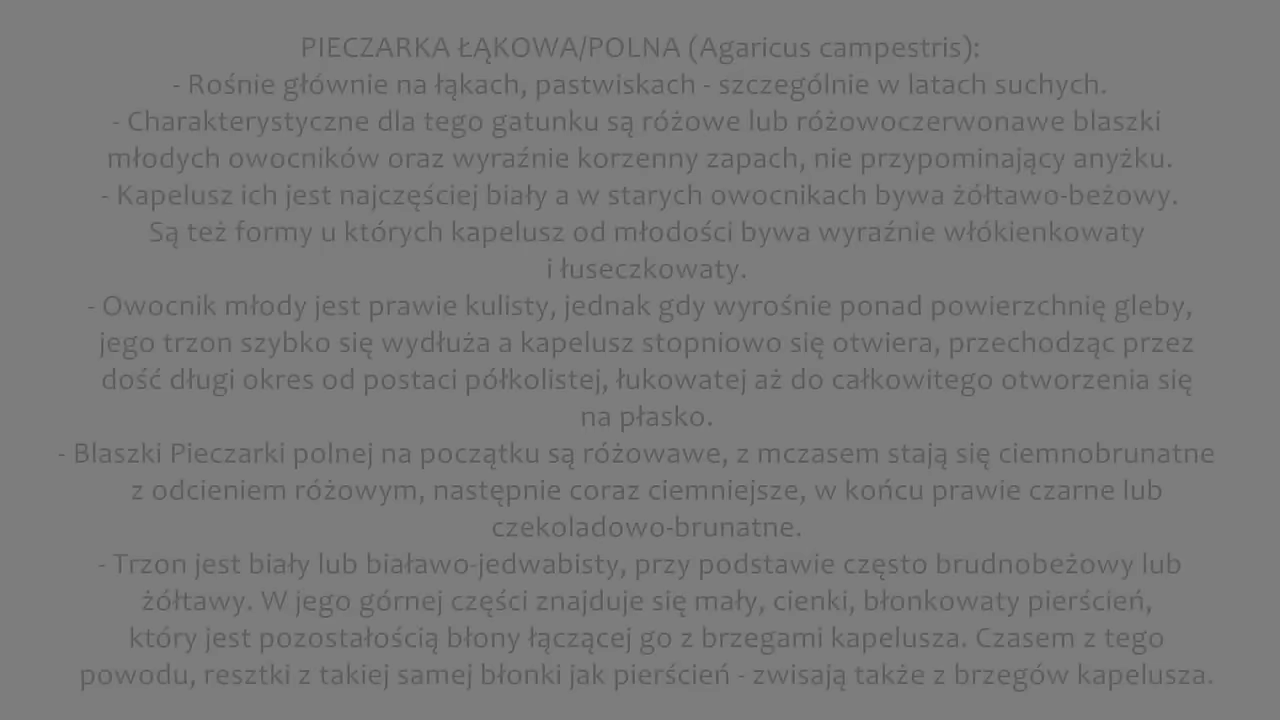 PIECZARKA ŁĄKOWA/POLNA (Agaricus campestris):
- Rośnie głównie na łąkach, pastwiskach - szczególnie w latach suchych.
- Charakterystyczne dla tego gatunku są różowe lub różowoczerwonawe blaszki
młodych owocników oraz wyraźnie korzenny zapach, nie przypominający anyżku.
- Kapelusz ich jest najczęściej biały a w starych owocnikach bywa żółtawo-beżowy.
Są też formy u których kapelusz od młodości bywa wyraźnie włókienkowaty
i łuseczkowaty.
- Owocnik młody jest prawie kulisty, jednak gdy wyrośnie ponad powierzchnię gleby,
jego trzon szybko się wydłuża a kapelusz stopniowo się otwiera, przechodząc przez
dość długi okres od postaci półkolistej, łukowatej aż do całkowitego otworzenia się
na płasko.
- Blaszki Pieczarki polnej na początku są różowawe, z mczasem stają się ciemnobrunatne
z odcieniem różowym, następnie coraz ciemniejsze, w końcu prawie czarne lub
czekoladowo-brunatne.
- Trzon jest biały lub białawo-jedwabisty, przy podstawie często brudnobeżowy lub
żółtawy. W jego górnej części znajduje się mały, cienki, błonkowaty pierścień,
który jest pozostałością błony łączącej go z brzegami kapelusza. Czasem z tego
powodu, resztki z takiej samej błonki jak pierścień - zwisają także z brzegów kapelusza.